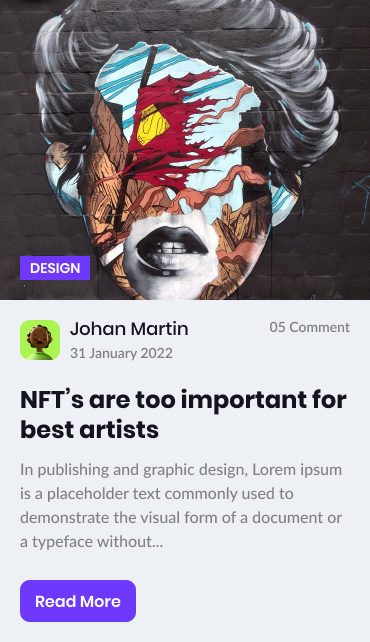 DESIGN
Johan Martin
05 Comment
31 January 2022
NFT's are too important for
best artists
In publishing and graphic design, Lorem ipsum
is a placeholder text commonly used to
demonstrate the visual form of a document or
a typeface without...
Read More